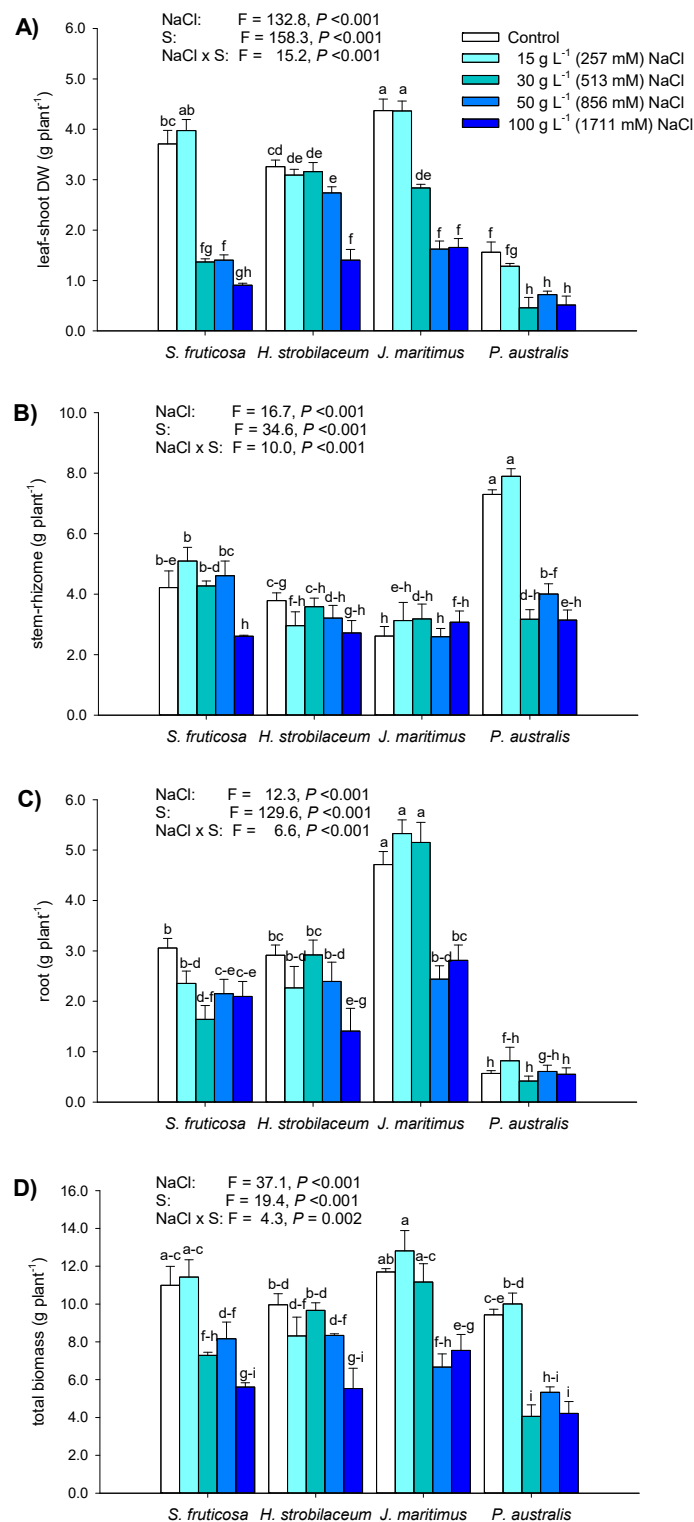 A)
NaCl: F = 132.8, P <0.001
S: F = 158.3, P <0.001
NaCl x S: F = 15.2, P <0.001
Control
15 g L⁻¹ (257 mM) NaCl
30 g L⁻¹ (513 mM) NaCl
50 g L⁻¹ (856 mM) NaCl
100 g L⁻¹ (1711 mM) NaCl
leaf-shoot DW (g plant⁻¹)
6.0
5.0
4.0
3.0
2.0
1.0
0.0
bc ab fg f gh cd de de e f a a de f f f fg h h h
S. fruticosa H. strobilaceum J. maritimus P. australis
B)
NaCl: F = 16.7, P <0.001
S: F = 34.6, P <0.001
NaCl x S: F = 10.0, P <0.001
stem-rhizome (g plant⁻¹)
10.0
8.0
6.0
4.0
2.0
0.0
b-e b b-d bc h c-g f-h c-h d-h g-h h e-h d-h h f-h a a d-h b-f e-h
S. fruticosa H. strobilaceum J. maritimus P. australis
C)
NaCl: F = 12.3, P <0.001
S: F = 129.6, P <0.001
NaCl x S: F = 6.6, P <0.001
root (g plant⁻¹)
6.0
5.0
4.0
3.0
2.0
1.0
0.0
b b-d d-f c-e c-e bc b-d bc b-d e-g a a a b-d bc h f-h h g-h h
S. fruticosa H. strobilaceum J. maritimus P. australis
D)
NaCl: F = 37.1, P <0.001
S: F = 19.4, P <0.001
NaCl x S: F = 4.3, P = 0.002
total biomass (g plant⁻¹)
16.0
14.0
12.0
10.0
8.0
6.0
4.0
2.0
0.0
a-c a-c f-h d-f g-i b-d d-f b-d d-f g-i ab a a-c f-h e-g c-e b-d i h-i i
S. fruticosa H. strobilaceum J. maritimus P. australis